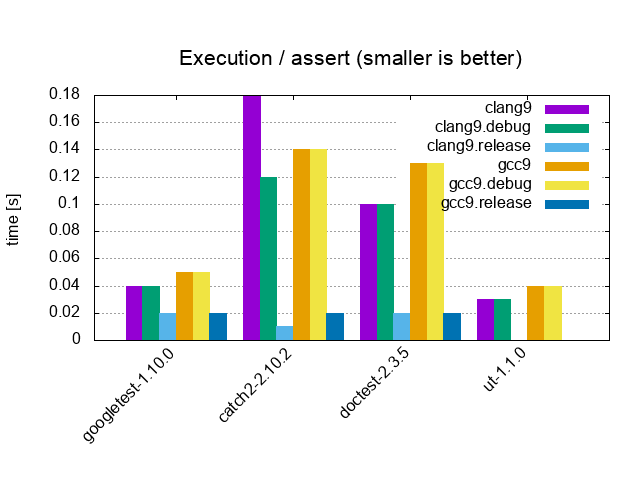 Execution / assert (smaller is better)
time [s]
0.18
0.16
0.14
0.12
0.1
0.08
0.06
0.04
0.02
0
clang9
clang9.debug
clang9.release
gcc9
gcc9.debug
gcc9.release
googletest-1.10.0
catch2-2.10.2
doctest-2.3.5
ut-1.1.0